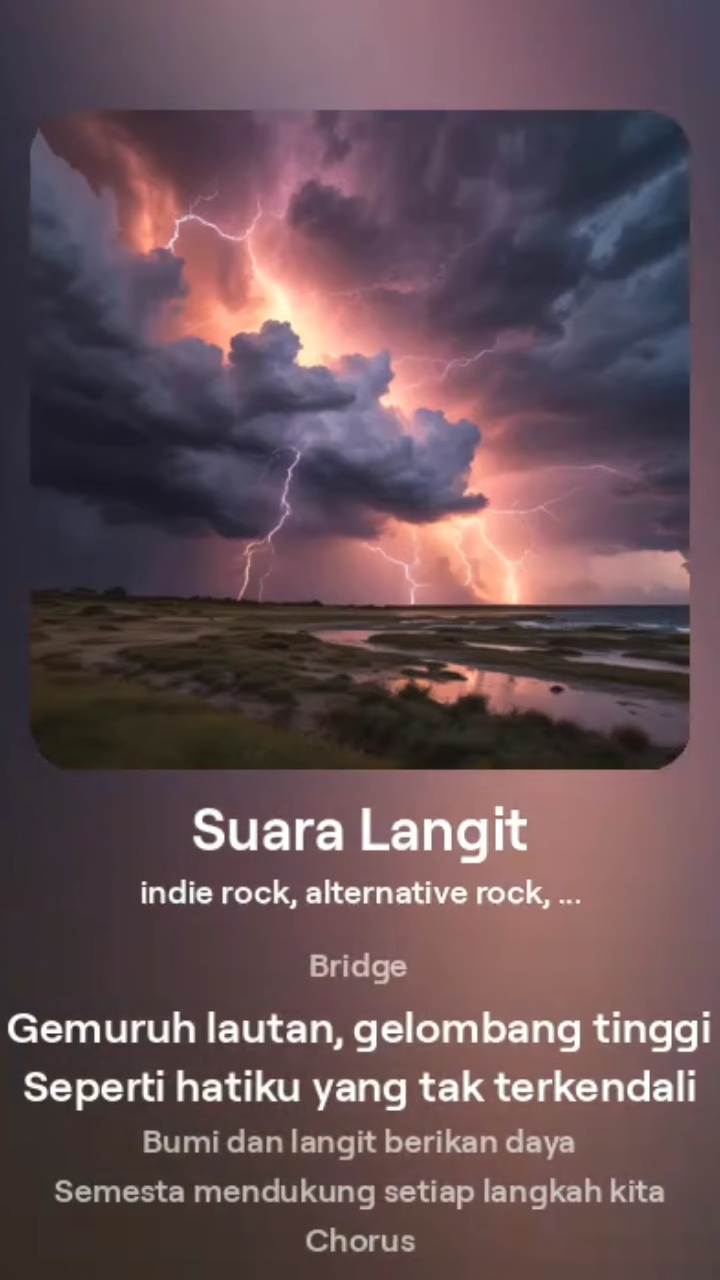 Suara Langit
indie rock, alternative rock, ...
Bridge
Gemuruh lautan, gelombang tinggi
Seperti hatiku yang tak terkendali
Bumi dan langit berikan daya
Semesta mendukung setiap langkah kita
Chorus